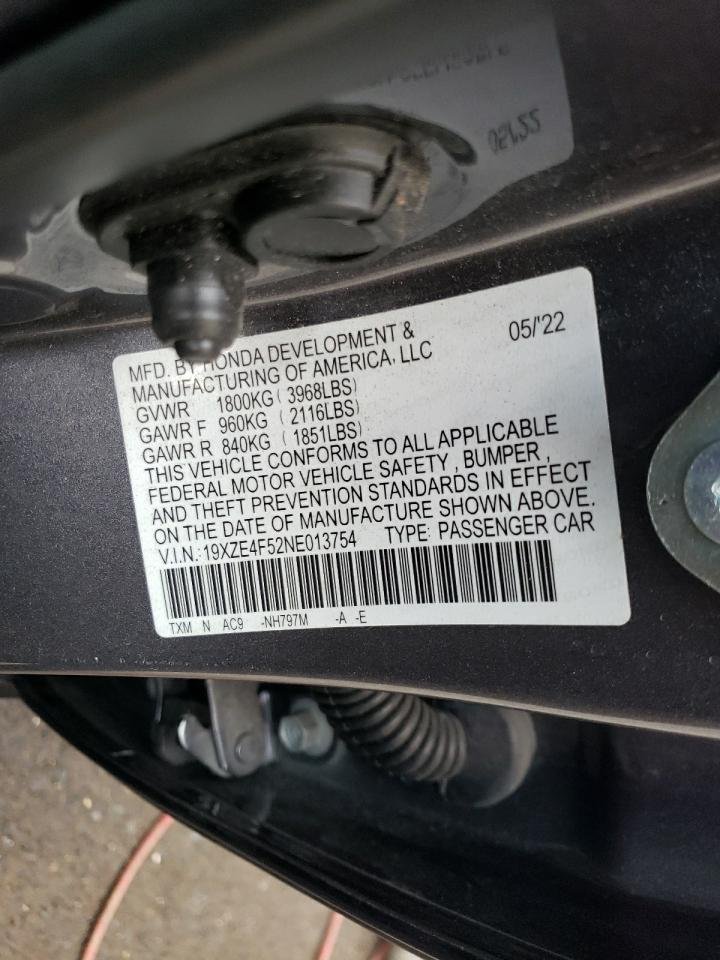 MFD. BY HONDA DEVELOPMENT & 05/'22
MANUFACTURING OF AMERICA, LLC
GVWR 1800KG ( 3968LBS)
GAWR F 960KG ( 2116LBS)
GAWR R 840KG ( 1851LBS)
THIS VEHICLE CONFORMS TO ALL APPLICABLE
FEDERAL MOTOR VEHICLE SAFETY , BUMPER ,
AND THEFT PREVENTION STANDARDS IN EFFECT
ON THE DATE OF MANUFACTURE SHOWN ABOVE.
V.I.N.:19XZE4F52NE013754 TYPE: PASSENGER CAR
TXM N AC9 -NH797M -A -E